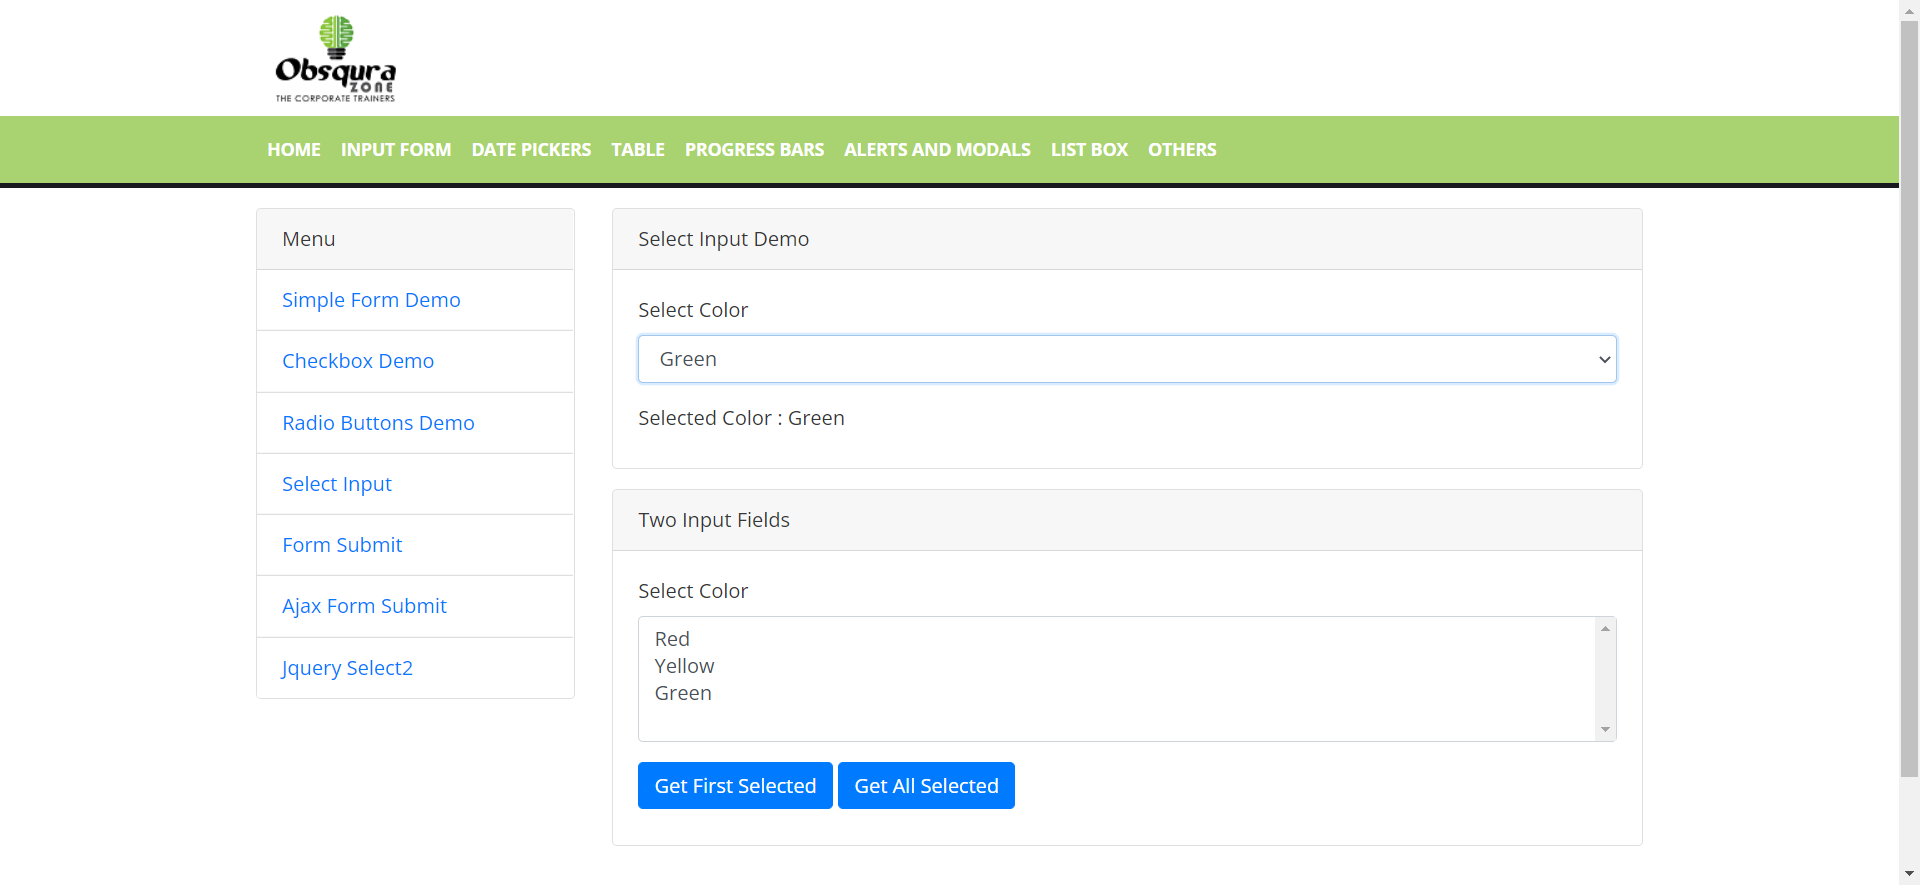 Obsqura
ZONE
THE CORPORATE TRAINERS
HOME INPUT FORM DATE PICKERS TABLE PROGRESS BARS ALERTS AND MODALS LIST BOX OTHERS
Menu
Simple Form Demo
Checkbox Demo
Radio Buttons Demo
Select Input
Form Submit
Ajax Form Submit
Jquery Select2
Select Input Demo
Select Color
Green
Selected Color : Green
Two Input Fields
Select Color
Red
Yellow
Green
Get First Selected Get All Selected